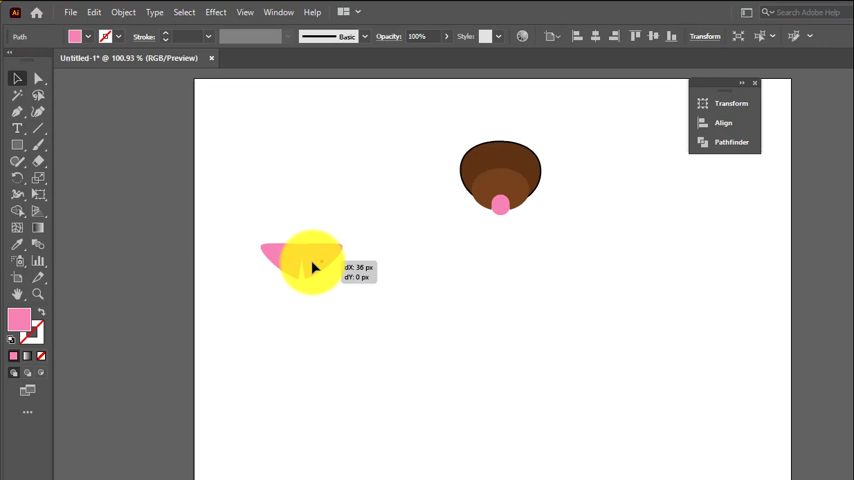 Ai File Edit Object Type Select Effect View Window Help Search Adobe Help
Path Stroke: Basic Opacity: 100% Style: Transform
Untitled-1* @ 100.93 % (RGB/Preview)
Transform
Align
Pathfinder
dX: 36 px
dY: 0 px